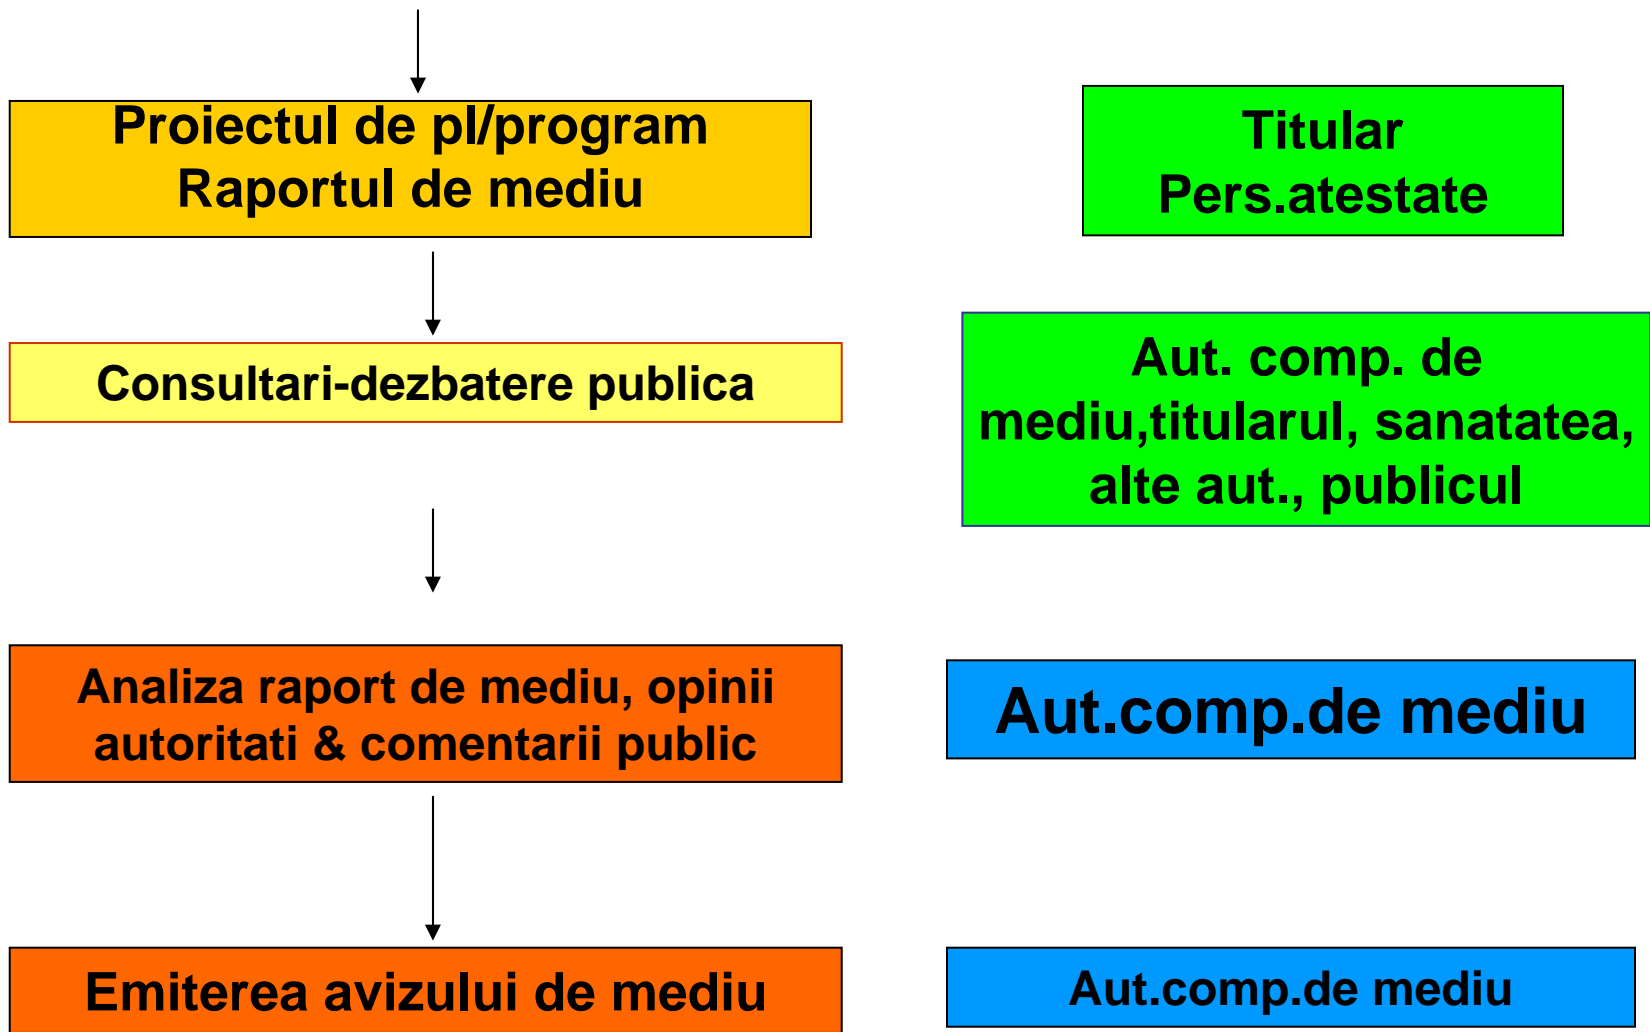 Proiectul de pl/program
Raportul de mediu
Titular
Pers.atestate
Consultari-dezbatere publica
Aut. comp. de
mediu,titularul, sanatatea,
alte aut., publicul
Analiza raport de mediu, opinii
autoritati & comentarii public
Aut.comp.de mediu
Emiterea avizului de mediu
Aut.comp.de mediu